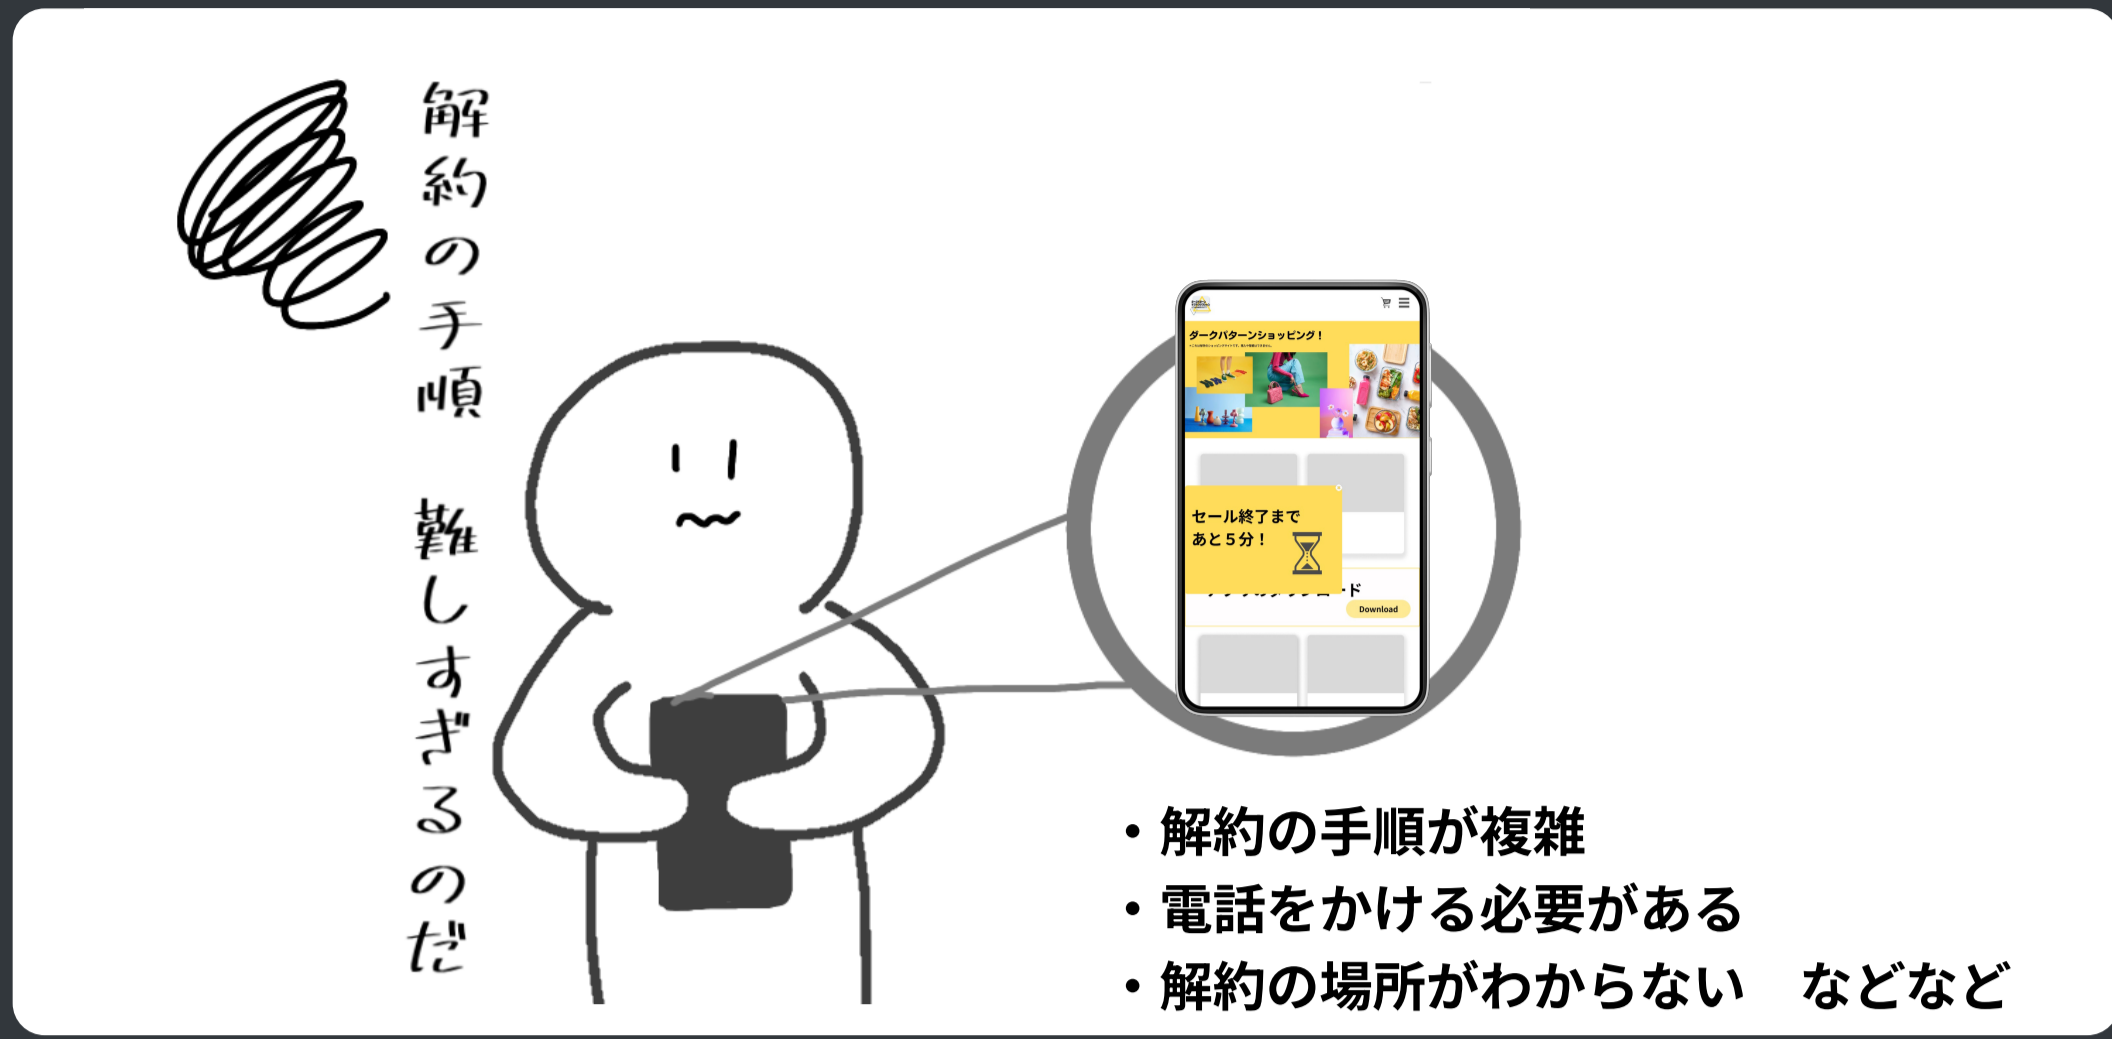 解約の手順 難しすぎるのだ
ダークパターンショッピング！
セール終了まで
あと５分！
Download
・解約の手順が複雑
・電話をかける必要がある
・解約の場所がわからない　などなど